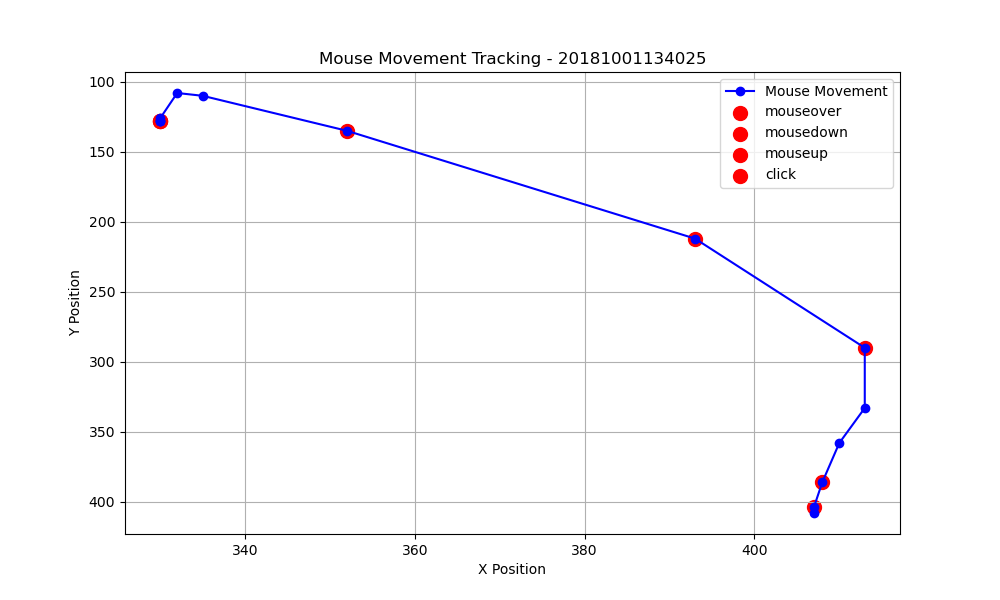 Mouse Movement Tracking - 20181001134025
Mouse Movement
mouseover
mousedown
mouseup
click
Y Position
100
150
200
250
300
350
400
340
360
380
400
X Position